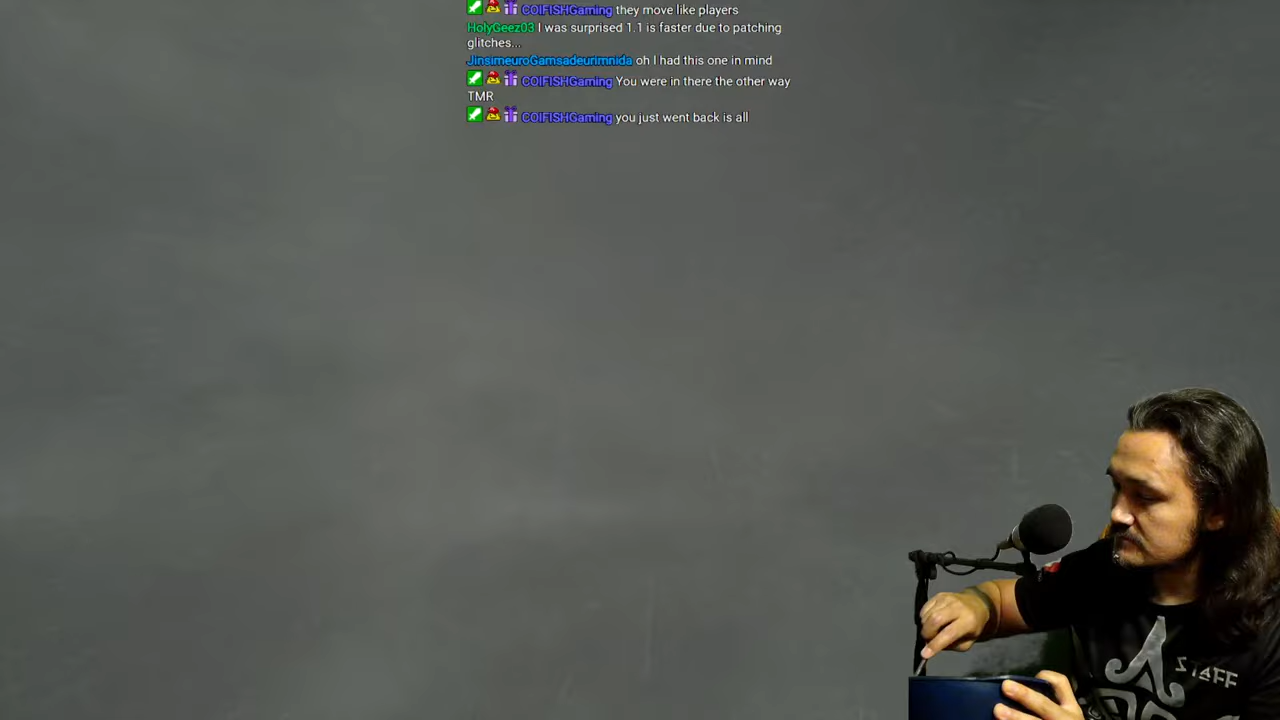 COIFISHGaming they move like players
HolyGeez03 I was surprised 1.1 is faster due to patching
glitches...
JinsimeuroGamsadeurimnida oh I had this one in mind
COIFISHGaming You were in there the other way
TMR
COIFISHGaming you just went back is all
STAFF